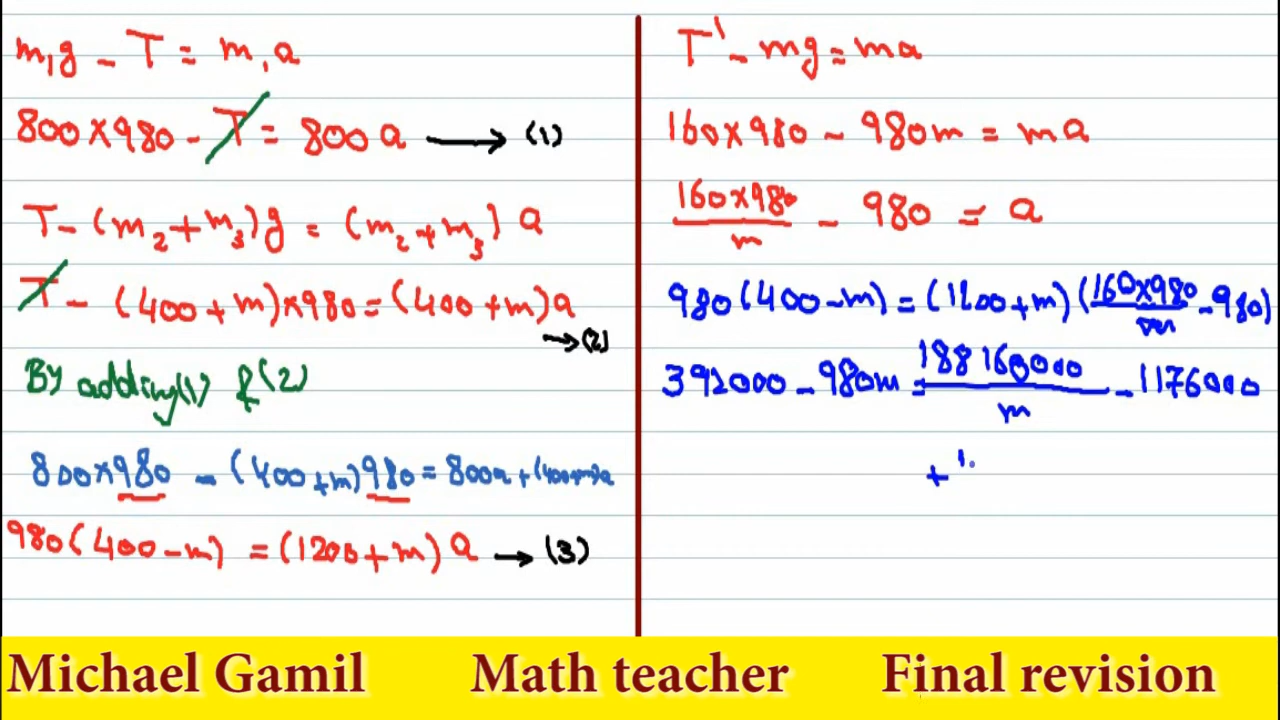 m₁g - T = m₁a
800×980 - T = 800a ⟶ (1)
T - (m₂+m₃)g = (m₂+m₃) a
T - (400+m)×980 = (400+m)a
→(2)
By adding (1) & (2)
800×980 - (400+m)980 = 800a + (400+m)a
980(400-m) = (1200+m) a → (3)
T' - mg = ma
160×980 - 980m = ma
160×980/m - 980 = a
980(400-m) = (1200+m)(160×980/m - 980)
392000 - 980m = 188160000/m - 1176000
+ 1.
Michael Gamil Math teacher Final revision